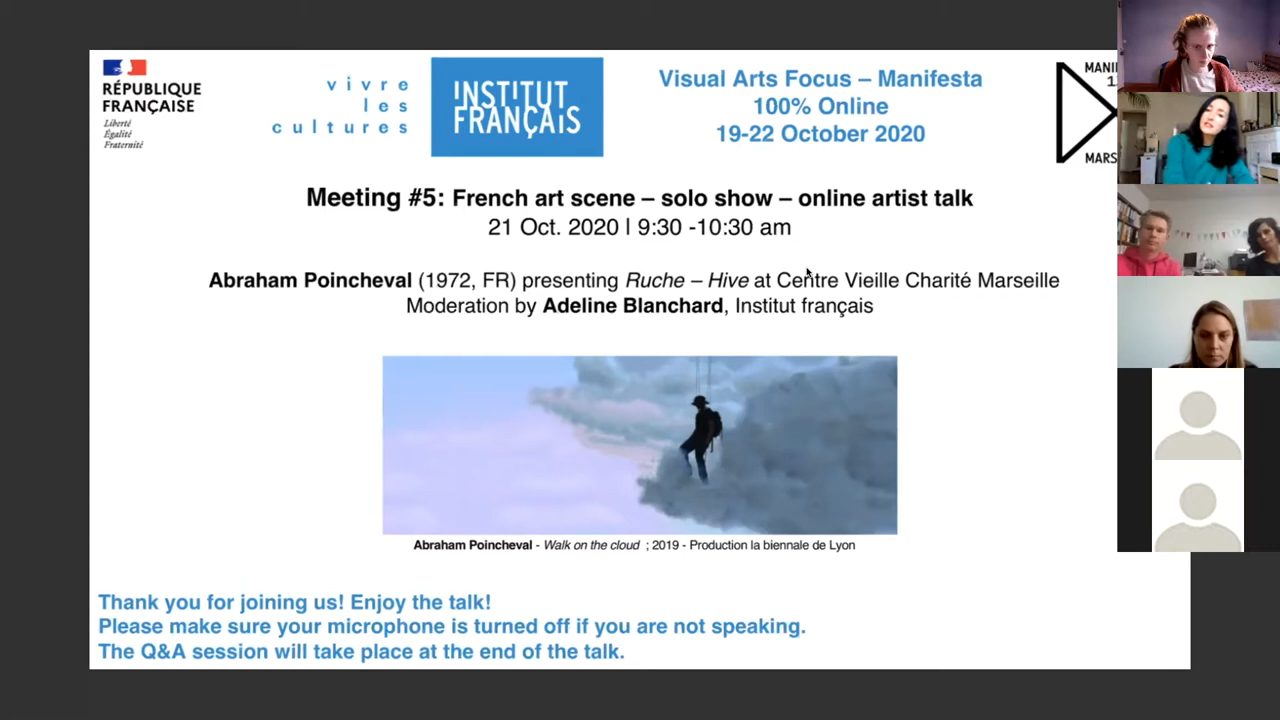 RÉPUBLIQUE
FRANÇAISE
Liberté
Égalité
Fraternité
vivre
les
cultures
INSTITUT
FRANÇAIS
Visual Arts Focus – Manifesta
100% Online
19-22 October 2020
MANI
1
MARS
Meeting #5: French art scene – solo show – online artist talk
21 Oct. 2020 | 9:30 -10:30 am
Abraham Poincheval (1972, FR) presenting Ruche – Hive at Centre Vieille Charité Marseille
Moderation by Adeline Blanchard, Institut français
Abraham Poincheval - Walk on the cloud ; 2019 - Production la biennale de Lyon
Thank you for joining us! Enjoy the talk!
Please make sure your microphone is turned off if you are not speaking.
The Q&A session will take place at the end of the talk.